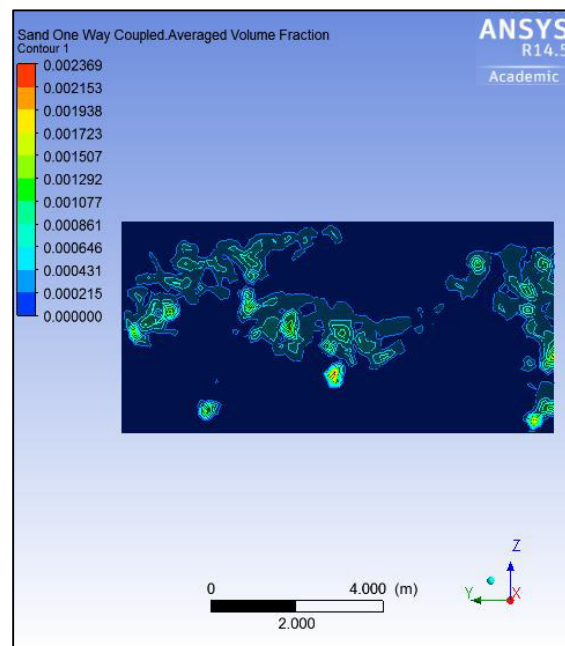 Sand One Way Coupled.Averaged Volume Fraction
Contour 1
0.002369
0.002153
0.001938
0.001723
0.001507
0.001292
0.001077
0.000861
0.000646
0.000431
0.000215
0.000000
ANSYS
R14.5
Academic
Z
Y
X
0 4.000 (m)
2.000